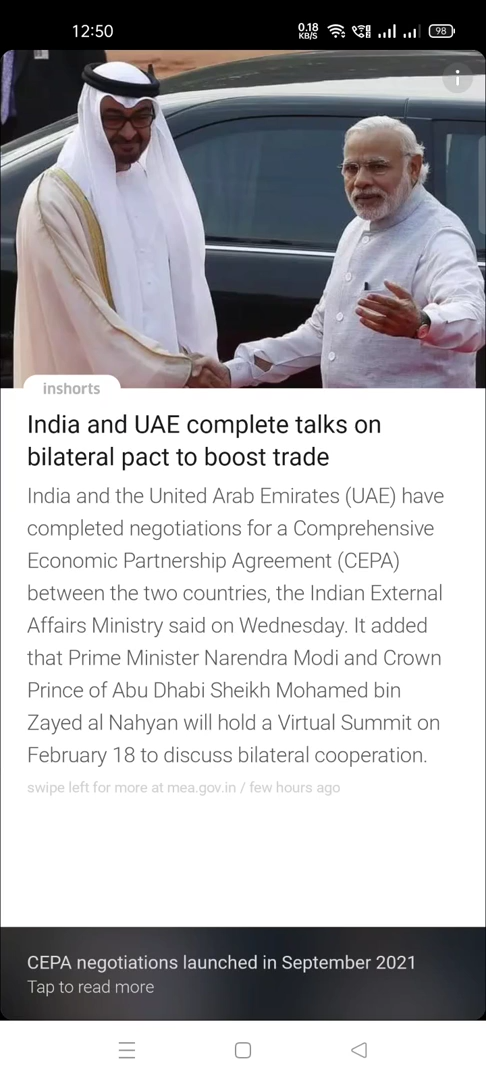 12:50
0.18
KB/S
98
i
inshorts
India and UAE complete talks on
bilateral pact to boost trade
India and the United Arab Emirates (UAE) have
completed negotiations for a Comprehensive
Economic Partnership Agreement (CEPA)
between the two countries, the Indian External
Affairs Ministry said on Wednesday. It added
that Prime Minister Narendra Modi and Crown
Prince of Abu Dhabi Sheikh Mohamed bin
Zayed al Nahyan will hold a Virtual Summit on
February 18 to discuss bilateral cooperation.
swipe left for more at mea.gov.in / few hours ago
CEPA negotiations launched in September 2021
Tap to read more